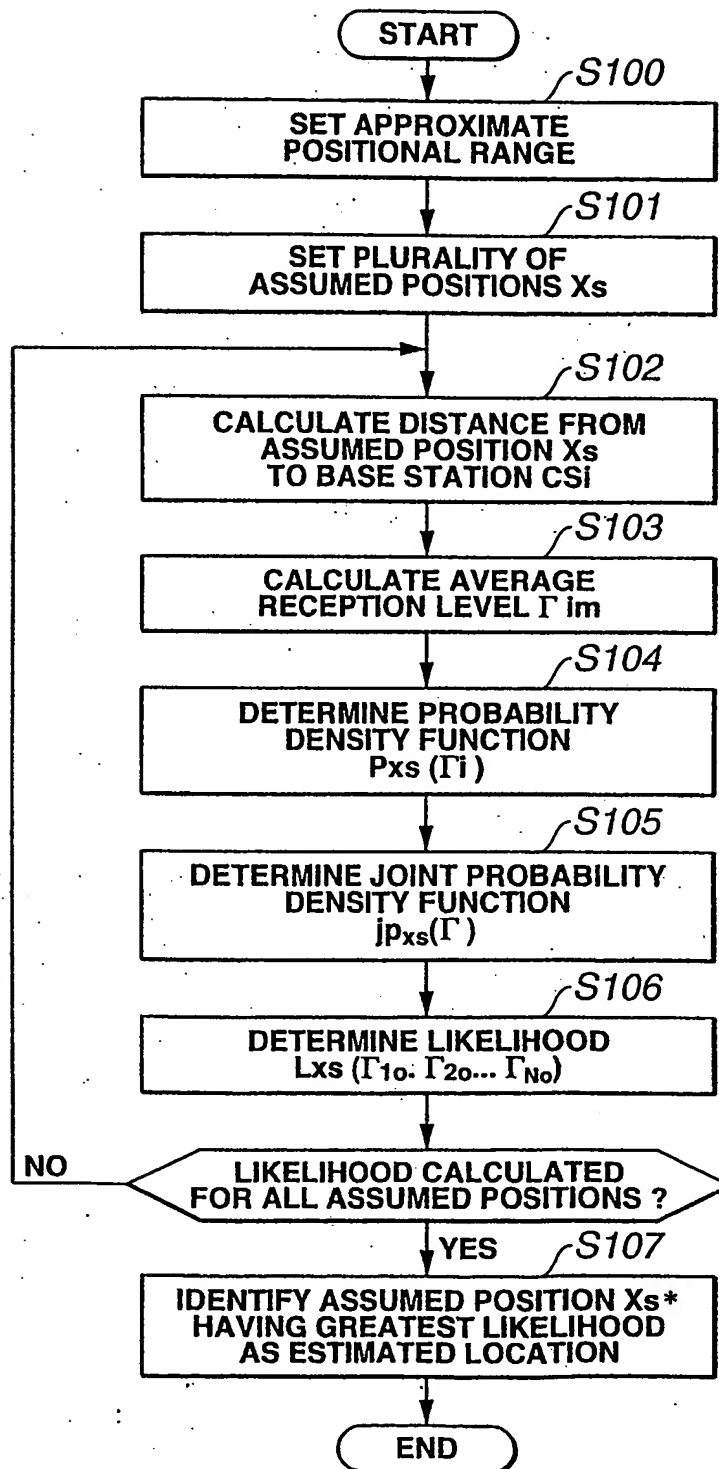 START
S100
SET APPROXIMATE
POSITIONAL RANGE
S101
SET PLURALITY OF
ASSUMED POSITIONS Xs
S102
CALCULATE DISTANCE FROM
ASSUMED POSITION Xs
TO BASE STATION CSi
S103
CALCULATE AVERAGE
RECEPTION LEVEL Γ im
S104
DETERMINE PROBABILITY
DENSITY FUNCTION
Pxs (Γi )
S105
DETERMINE JOINT PROBABILITY
DENSITY FUNCTION
jpxs(Γ )
S106
DETERMINE LIKELIHOOD
Lxs (Γ1o. Γ2o... ΓNo)
NO
LIKELIHOOD CALCULATED
FOR ALL ASSUMED POSITIONS ?
YES
S107
IDENTIFY ASSUMED POSITION Xs*
HAVING GREATEST LIKELIHOOD
AS ESTIMATED LOCATION
END